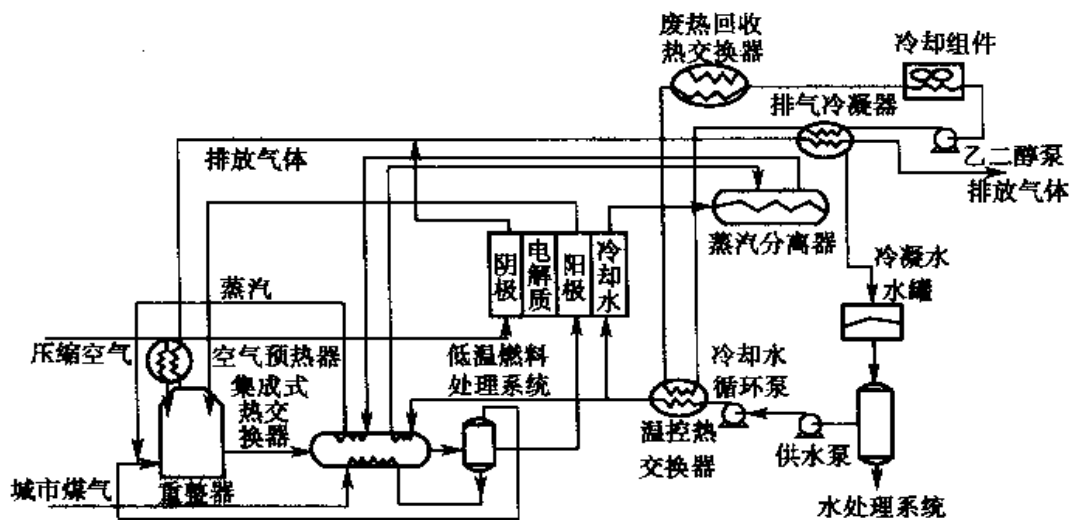 废热回收
热交换器
冷却组件
排气冷凝器
乙二醇泵
排放气体
排放气体
蒸汽分离器
阴极
电解质
阳极
冷却水
冷凝水
水罐
蒸汽
压缩空气
空气预热器
集成式
热交
换器
低温燃料
处理系统
冷却水
循环泵
温控热
交换器
供水泵
城市煤气
重整器
水处理系统